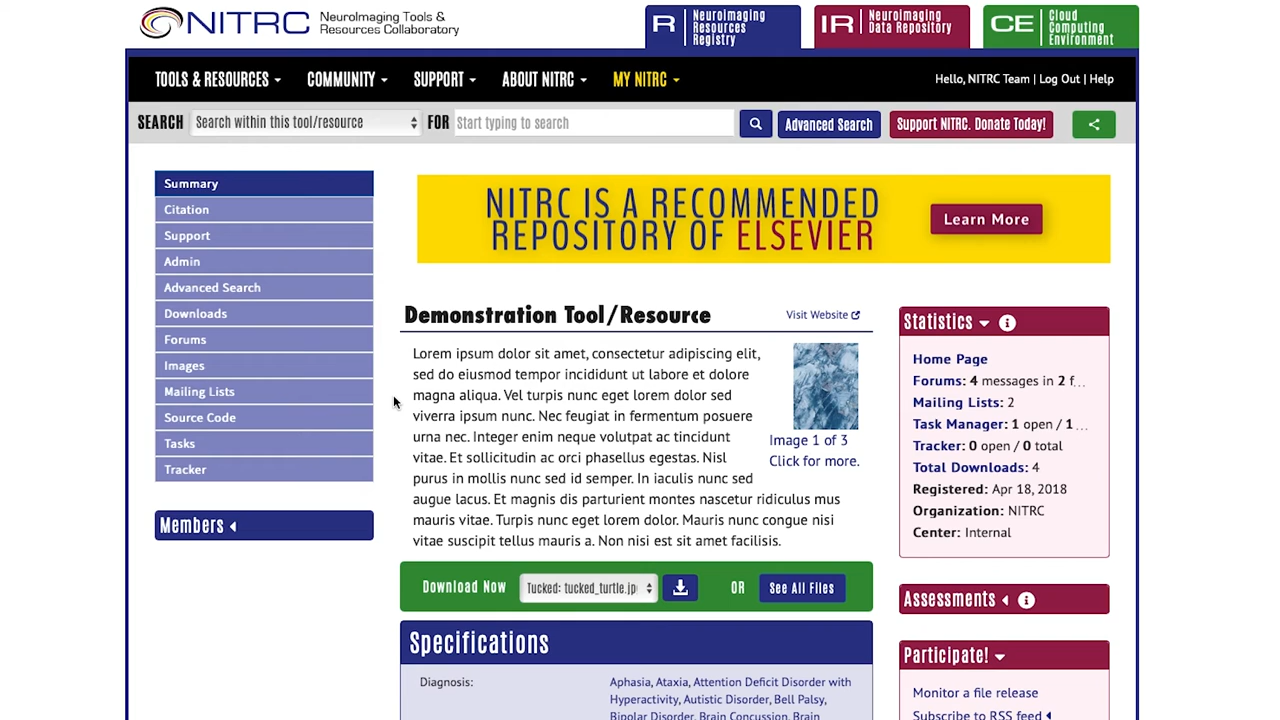 NITRC NeuroImaging Tools &
Resources Collaboratory
R NeuroImaging
Resources
Registry
IR NeuroImaging
Data Repository
CE Cloud
Computing
Environment
TOOLS & RESOURCES COMMUNITY SUPPORT ABOUT NITRC MY NITRC Hello, NITRC Team | Log Out | Help
SEARCH Search within this tool/resource FOR Start typing to search Advanced Search Support NITRC. Donate Today!
Summary
Citation
Support
Admin
Advanced Search
Downloads
Forums
Images
Mailing Lists
Source Code
Tasks
Tracker
Members
NITRC IS A RECOMMENDED
REPOSITORY OF ELSEVIER
Learn More
Demonstration Tool/Resource Visit Website
Lorem ipsum dolor sit amet, consectetur adipiscing elit,
sed do eiusmod tempor incididunt ut labore et dolore
magna aliqua. Vel turpis nunc eget lorem dolor sed
viverra ipsum nunc. Nec feugiat in fermentum posuere
urna nec. Integer enim neque volutpat ac tincidunt
vitae. Et sollicitudin ac orci phasellus egestas. Nisl
purus in mollis nunc sed id semper. In iaculis nunc sed
augue lacus. Et magnis dis parturient montes nascetur ridiculus mus
mauris vitae. Turpis nunc eget lorem dolor. Mauris nunc congue nisi
vitae suscipit tellus mauris a. Non nisi est sit amet facilisis.
Image 1 of 3
Click for more.
Download Now Tucked: tucked_turtle.jp OR See All Files
Specifications
Diagnosis: Aphasia, Ataxia, Attention Deficit Disorder with
Hyperactivity, Autistic Disorder, Bell Palsy,
Bipolar Disorder, Brain Concussion, Brain
Statistics
Home Page
Forums: 4 messages in 2 f...
Mailing Lists: 2
Task Manager: 1 open / 1...
Tracker: 0 open / 0 total
Total Downloads: 4
Registered: Apr 18, 2018
Organization: NITRC
Center: Internal
Assessments
Participate!
Monitor a file release
Subscribe to RSS feed